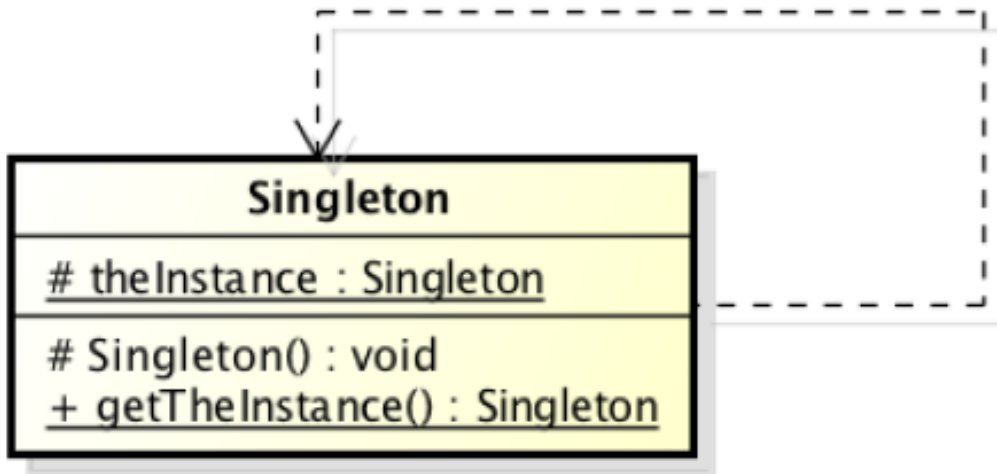 Singleton
# theInstance : Singleton
# Singleton() : void
+ getTheInstance() : Singleton